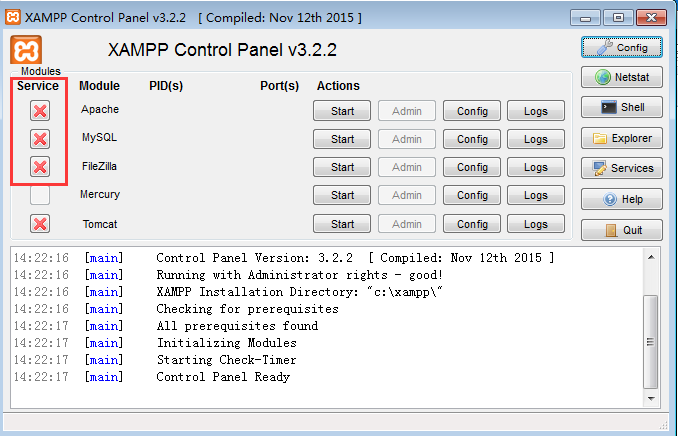 XAMPP Control Panel v3.2.2 [ Compiled: Nov 12th 2015 ]
XAMPP Control Panel v3.2.2
Config
Modules
Service Module PID(s) Port(s) Actions
Netstat
Apache Start Admin Config Logs
Shell
MySQL Start Admin Config Logs
Explorer
FileZilla Start Admin Config Logs
Services
Mercury Start Admin Config Logs
Help
Tomcat Start Admin Config Logs
Quit
14:22:16 [main] Control Panel Version: 3.2.2 [ Compiled: Nov 12th 2015 ]
14:22:16 [main] Running with Administrator rights - good!
14:22:16 [main] XAMPP Installation Directory: "c:\xampp\"
14:22:16 [main] Checking for prerequisites
14:22:17 [main] All prerequisites found
14:22:17 [main] Initializing Modules
14:22:17 [main] Starting Check-Timer
14:22:17 [main] Control Panel Ready